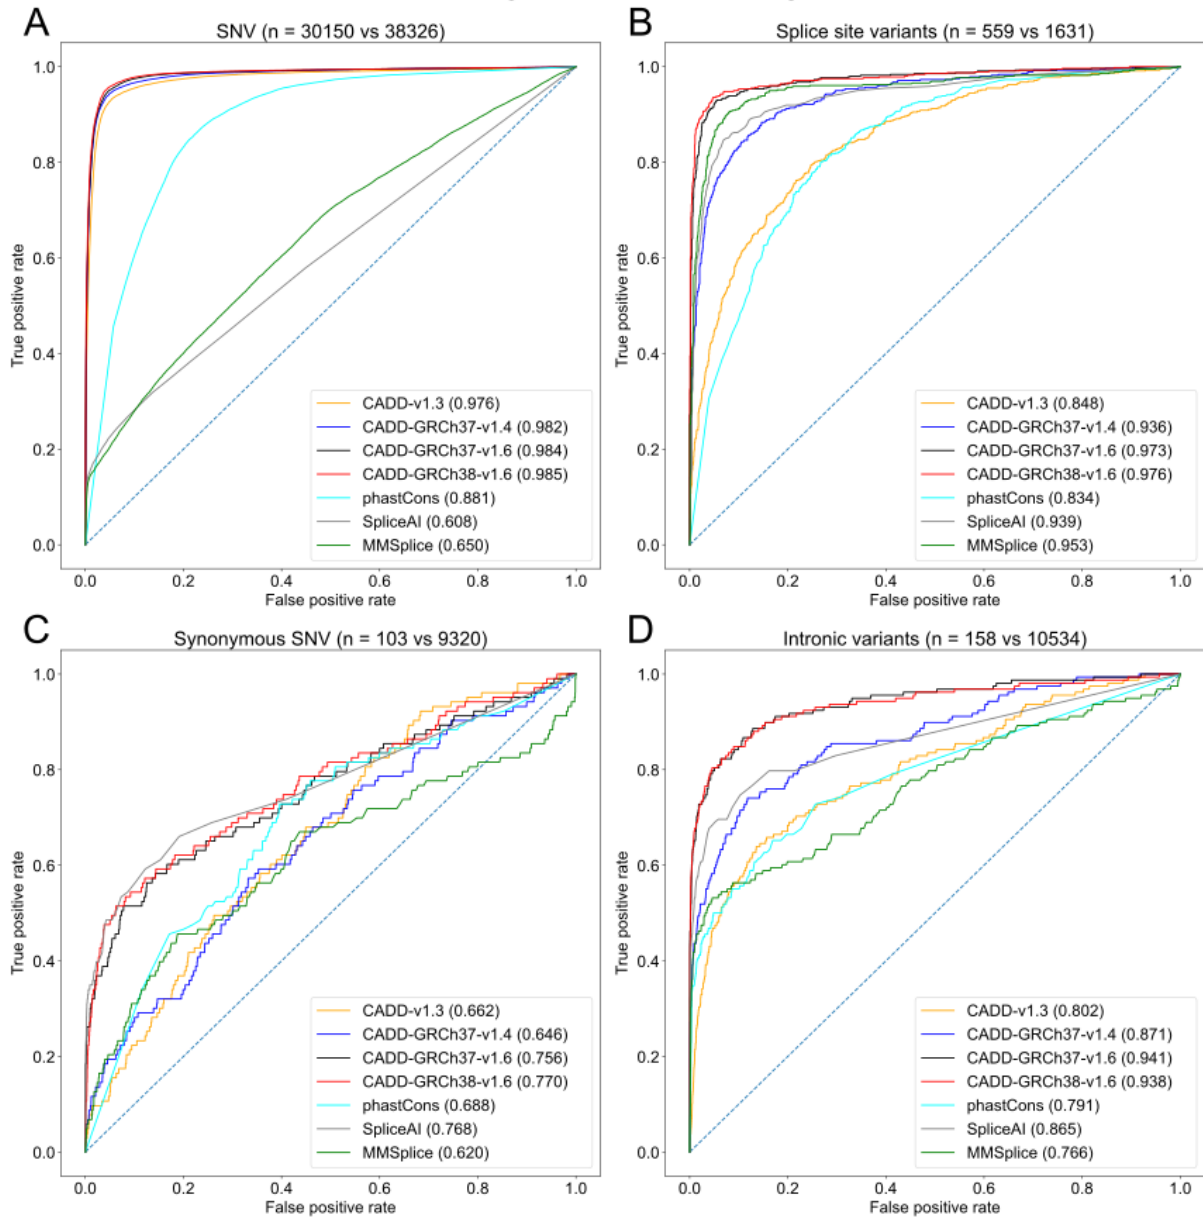 A
SNV (n = 30150 vs 38326)
1.0
0.8
0.6
0.4
0.2
0.0
True positive rate
CADD-v1.3 (0.976)
CADD-GRCh37-v1.4 (0.982)
CADD-GRCh37-v1.6 (0.984)
CADD-GRCh38-v1.6 (0.985)
phastCons (0.881)
SpliceAI (0.608)
MMSplice (0.650)
0.0 0.2 0.4 0.6 0.8 1.0
False positive rate
B
Splice site variants (n = 559 vs 1631)
1.0
0.8
0.6
0.4
0.2
0.0
True positive rate
CADD-v1.3 (0.848)
CADD-GRCh37-v1.4 (0.936)
CADD-GRCh37-v1.6 (0.973)
CADD-GRCh38-v1.6 (0.976)
phastCons (0.834)
SpliceAI (0.939)
MMSplice (0.953)
0.0 0.2 0.4 0.6 0.8 1.0
False positive rate
C
Synonymous SNV (n = 103 vs 9320)
1.0
0.8
0.6
0.4
0.2
0.0
True positive rate
CADD-v1.3 (0.662)
CADD-GRCh37-v1.4 (0.646)
CADD-GRCh37-v1.6 (0.756)
CADD-GRCh38-v1.6 (0.770)
phastCons (0.688)
SpliceAI (0.768)
MMSplice (0.620)
0.0 0.2 0.4 0.6 0.8 1.0
False positive rate
D
Intronic variants (n = 158 vs 10534)
1.0
0.8
0.6
0.4
0.2
0.0
True positive rate
CADD-v1.3 (0.802)
CADD-GRCh37-v1.4 (0.871)
CADD-GRCh37-v1.6 (0.941)
CADD-GRCh38-v1.6 (0.938)
phastCons (0.791)
SpliceAI (0.865)
MMSplice (0.766)
0.0 0.2 0.4 0.6 0.8 1.0
False positive rate